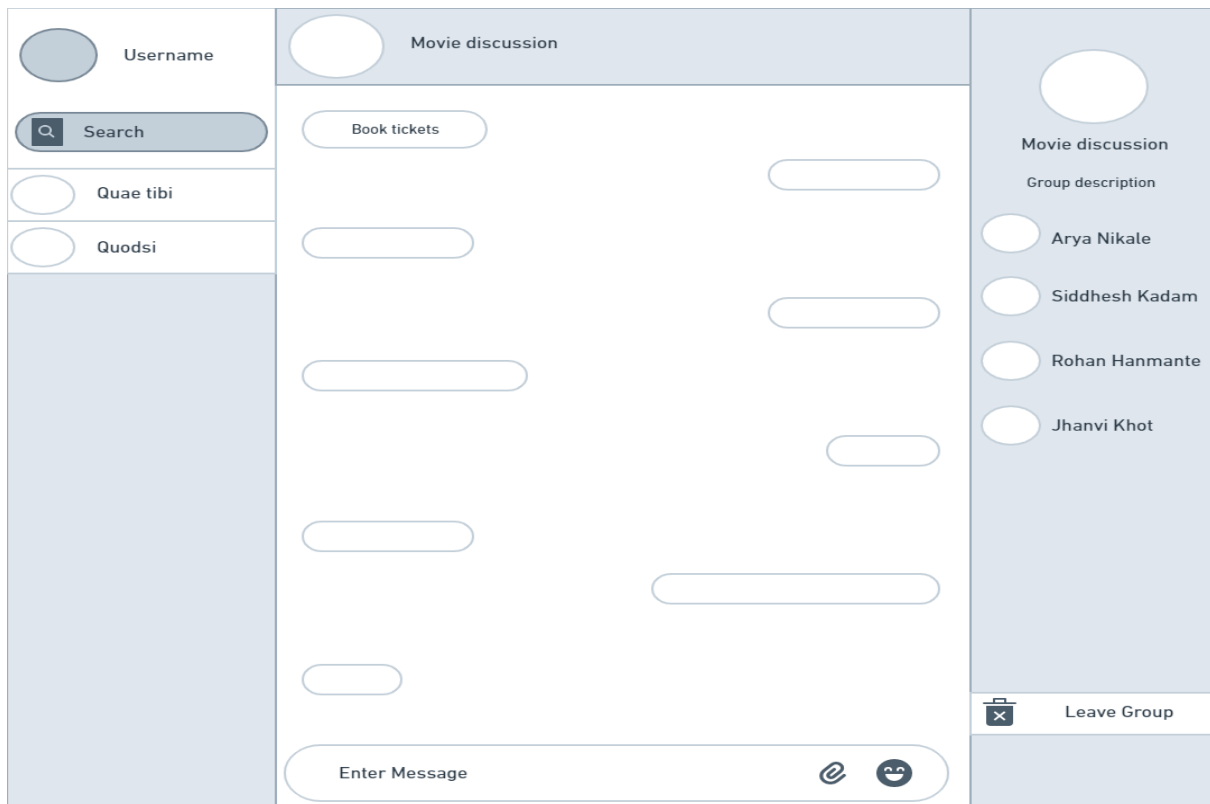 Username
Search
Quae tibi
Quodsi
Movie discussion
Book tickets
Enter Message
Movie discussion
Group description
Arya Nikale
Siddhesh Kadam
Rohan Hanmante
Jhanvi Khot
Leave Group